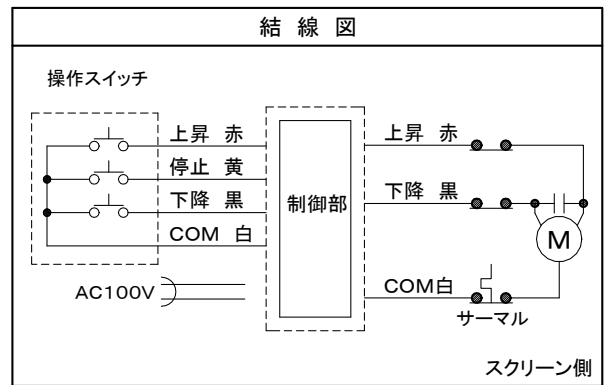 結 線 図
操作スイッチ
上昇 赤
停止 黄
下降 黒
COM 白
AC100V
制御部
上昇 赤
下降 黒
M
COM白
サーマル
スクリーン側